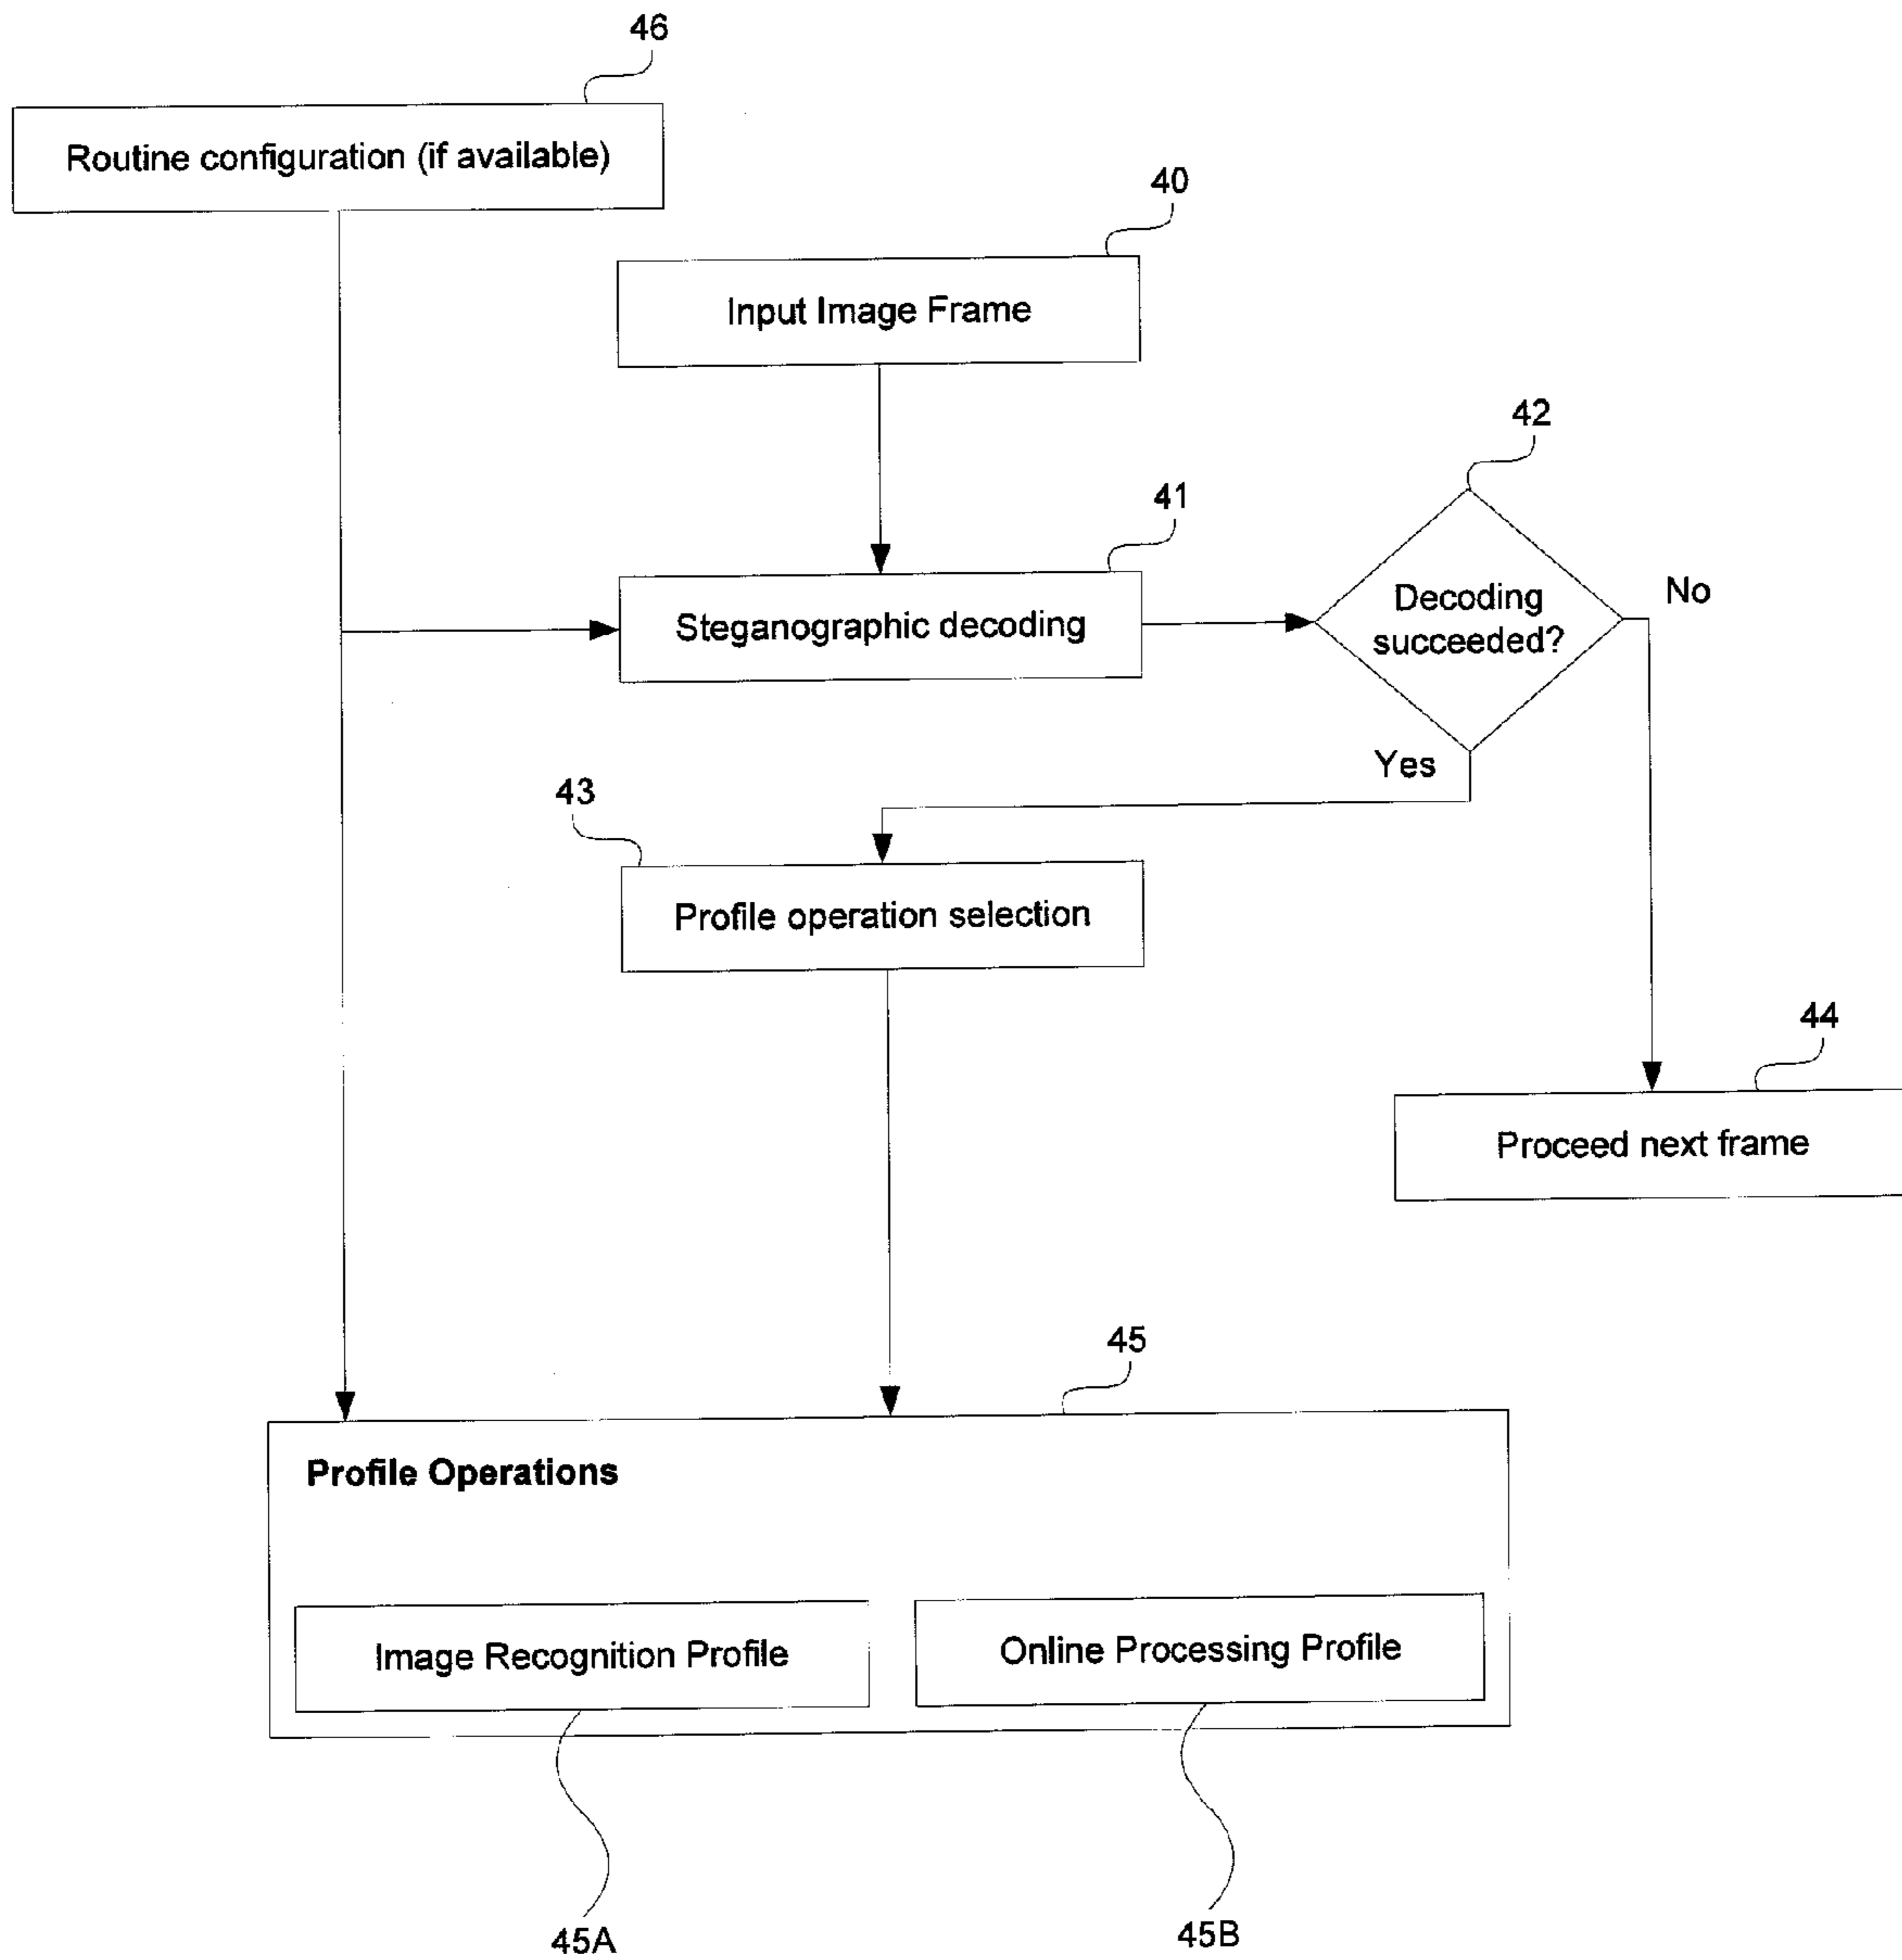 46
Routine configuration (if available)
40
Input Image Frame
42
41
Steganographic decoding
Decoding
succeeded?
No
Yes
43
Profile operation selection
44
Proceed next frame
45
Profile Operations
Image Recognition Profile
Online Processing Profile
45A
45B